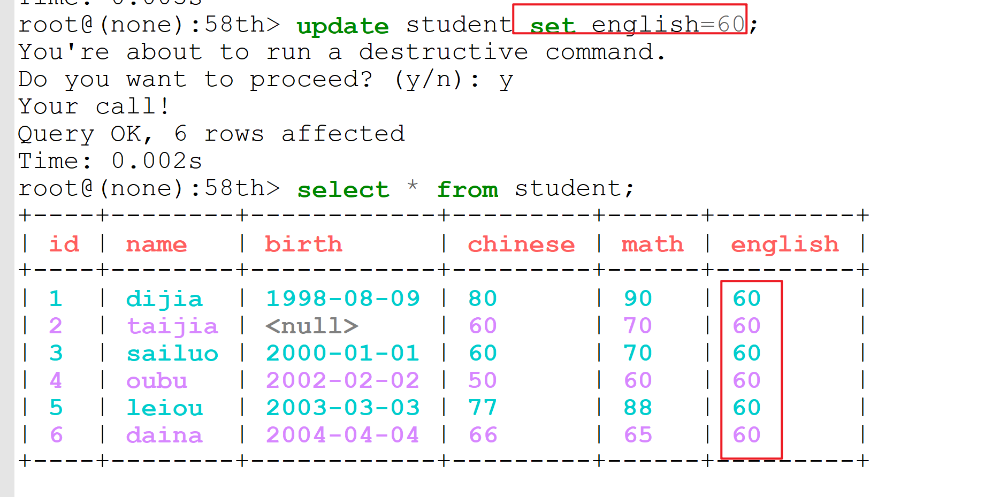 Time: 0.003s
root@(none):58th> update student set english=60;
You're about to run a destructive command.
Do you want to proceed? (y/n): y
Your call!
Query OK, 6 rows affected
Time: 0.002s
root@(none):58th> select * from student;
+----+--------+------------+---------+------+---------+
| id | name   | birth      | chinese | math | english |
+----+--------+------------+---------+------+---------+
| 1  | dijia  | 1998-08-09 | 80      | 90   | 60      |
| 2  | taijia | <null>     | 60      | 70   | 60      |
| 3  | sailuo | 2000-01-01 | 60      | 70   | 60      |
| 4  | oubu   | 2002-02-02 | 50      | 60   | 60      |
| 5  | leiou  | 2003-03-03 | 77      | 88   | 60      |
| 6  | daina  | 2004-04-04 | 66      | 65   | 60      |
+----+--------+------------+---------+------+---------+